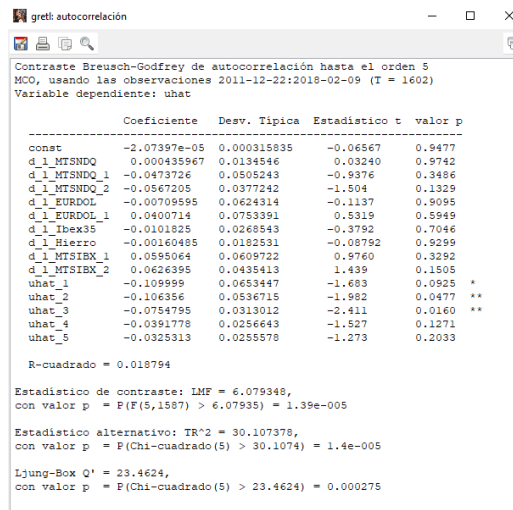 gretl: autocorrelación
Contraste Breusch-Godfrey de autocorrelación hasta el orden 5
MCO, usando las observaciones 2011-12-22:2018-02-09 (T = 1602)
Variable dependiente: uhat
Coeficiente Desv. Típica Estadístico t valor p
------------------------------------------------------------------
const -2.07397e-05 0.000315835 -0.06567 0.9477
d_l_MTSNDQ 0.000435967 0.0134546 0.03240 0.9742
d_l_MTSNDQ_1 -0.0473726 0.0505243 -0.9376 0.3486
d_l_MTSNDQ_2 -0.0567205 0.0377242 -1.504 0.1329
d_l_EURDOL -0.00709595 0.0624314 -0.1137 0.9095
d_l_EURDOL_1 0.0400714 0.0753391 0.5319 0.5949
d_l_Ibex35 -0.0101825 0.0268543 -0.3792 0.7046
d_l_Hierro -0.00160485 0.0182531 -0.08792 0.9299
d_l_MTSIBX_1 0.0595064 0.0609722 0.9760 0.3292
d_l_MTSIBX_2 0.0626395 0.0435413 1.439 0.1505
uhat_1 -0.109999 0.0653447 -1.683 0.0925 *
uhat_2 -0.106356 0.0536715 -1.982 0.0477 **
uhat_3 -0.0754795 0.0313012 -2.411 0.0160 **
uhat_4 -0.0391778 0.0256643 -1.527 0.1271
uhat_5 -0.0325313 0.0255578 -1.273 0.2033
R-cuadrado = 0.018794
Estadístico de contraste: LMF = 6.079348,
con valor p = P(F(5,1587) > 6.07935) = 1.39e-005
Estadístico alternativo: TR^2 = 30.107378,
con valor p = P(Chi-cuadrado(5) > 30.1074) = 1.4e-005
Ljung-Box Q' = 23.4624,
con valor p = P(Chi-cuadrado(5) > 23.4624) = 0.000275